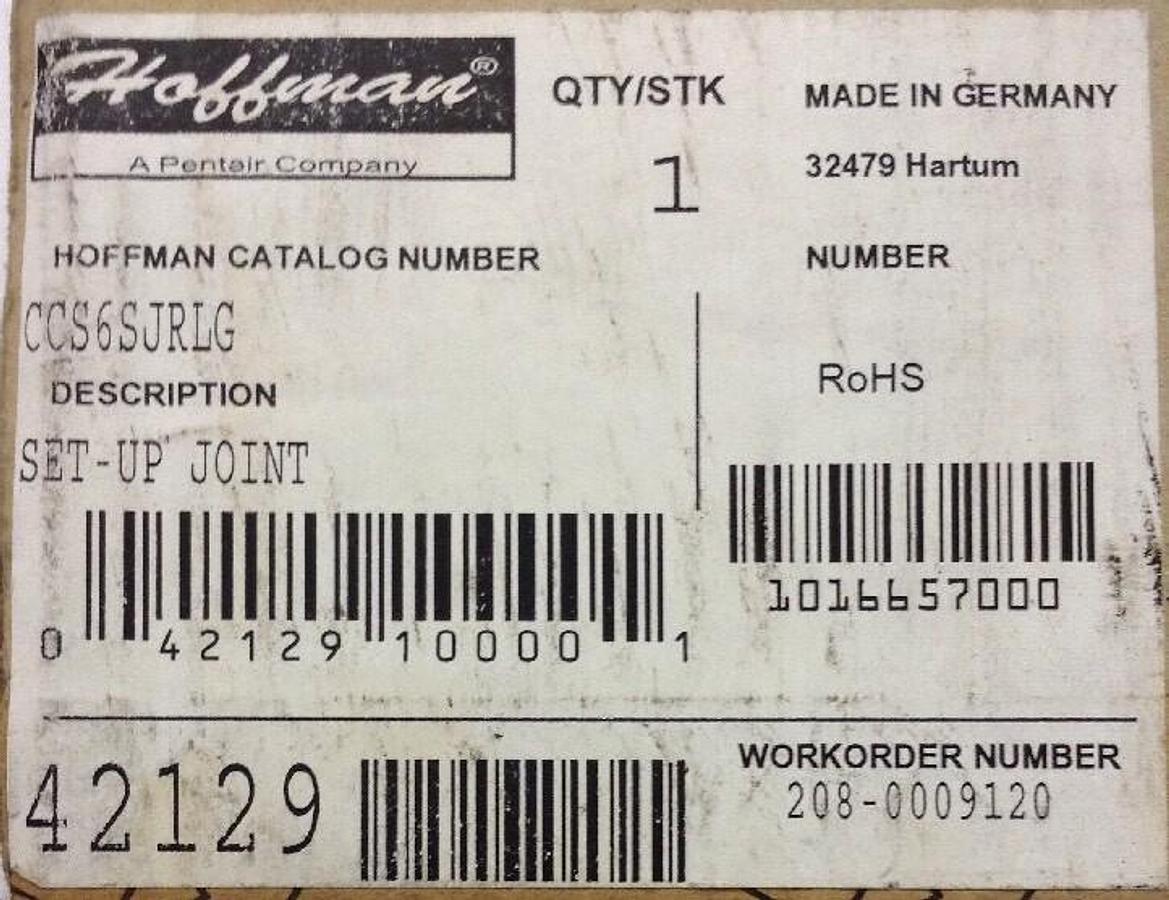 Hoffman®
A Pentair Company
QTY/STK
1
MADE IN GERMANY
32479 Hartum
HOFFMAN CATALOG NUMBER
CCS6SJRLG
DESCRIPTION
SET-UP JOINT
NUMBER
RoHS
1016657000
0 42129 10000 1
42129
WORKORDER NUMBER
208-0009120